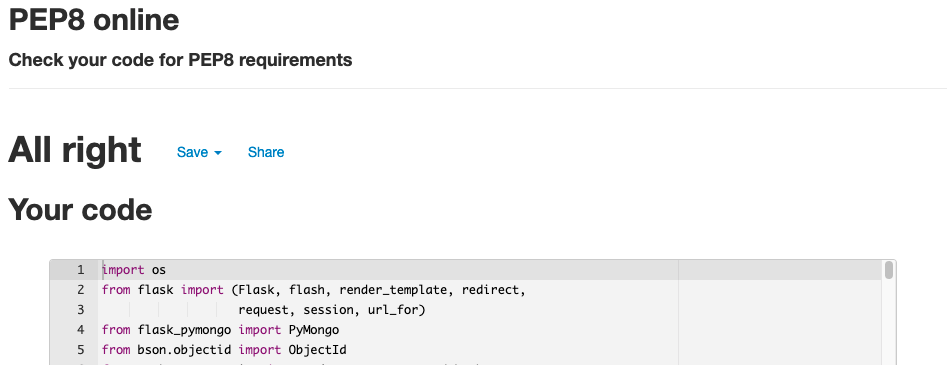 PEP8 online
Check your code for PEP8 requirements
All right Save Share
Your code
1 import os
2 from flask import (Flask, flash, render_template, redirect,
3 request, session, url_for)
4 from flask_pymongo import PyMongo
5 from bson.objectid import ObjectId